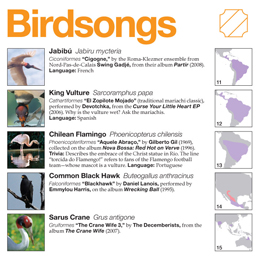 Birdsongs
Jabibú Jabiru mycteria
Ciconiiformes "Cigogne," by the Roma-Klezmer ensemble from
Nord-Pas-de-Calais Swing Gadjé, from their album Partir (2008).
Language: French
11
King Vulture Sarcoramphus papa
Cathartiformes "El Zopilote Mojado" (traditional mariachi classic),
performed by Devotchka, from the Curse Your Little Heart EP
(2006). Why is the vulture wet? Ask the mariachis.
Language: Spanish
12
Chilean Flamingo Phoenicopterus chilensis
Phoenicopteriformes "Aquele Abraço," by Gilberto Gil (1969),
collected on the album Nova Bossa: Red Hot on Verve (1996).
Trivia: Describes the embrace of the Christ statue in Rio. The line
"torcida do Flamengo!" refers to fans of the Flamengo football
team—whose mascot is a vulture. Language: Portuguese
13
Common Black Hawk Buteogallus anthracinus
Falconiformes "Blackhawk" by Daniel Lanois, performed by
Emmylou Harris, on the album Wrecking Ball (1995).
14
Sarus Crane Grus antigone
Gruiformes "The Crane Wife 3," by The Decemberists, from the
album The Crane Wife (2007).
15